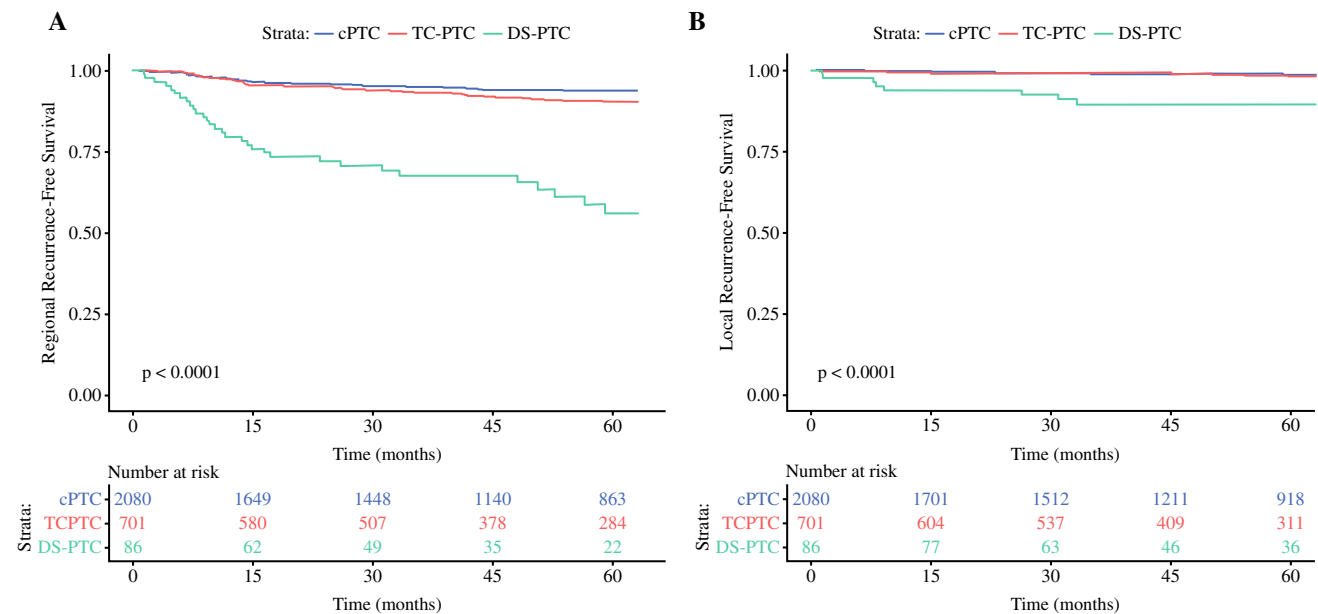 A
Strata: cPTC TC-PTC DS-PTC
Regional Recurrence-Free Survival
1.00
0.75
0.50
0.25
0.00
p < 0.0001
0 15 30 45 60
Time (months)
Number at risk
Strata:
cPTC 2080 1649 1448 1140 863
TCPTC 701 580 507 378 284
DS-PTC 86 62 49 35 22
0 15 30 45 60
Time (months)
B
Strata: cPTC TC-PTC DS-PTC
Local Recurrence-Free Survival
1.00
0.75
0.50
0.25
0.00
p < 0.0001
0 15 30 45 60
Time (months)
Number at risk
Strata:
cPTC 2080 1701 1512 1211 918
TCPTC 701 604 537 409 311
DS-PTC 86 77 63 46 36
0 15 30 45 60
Time (months)